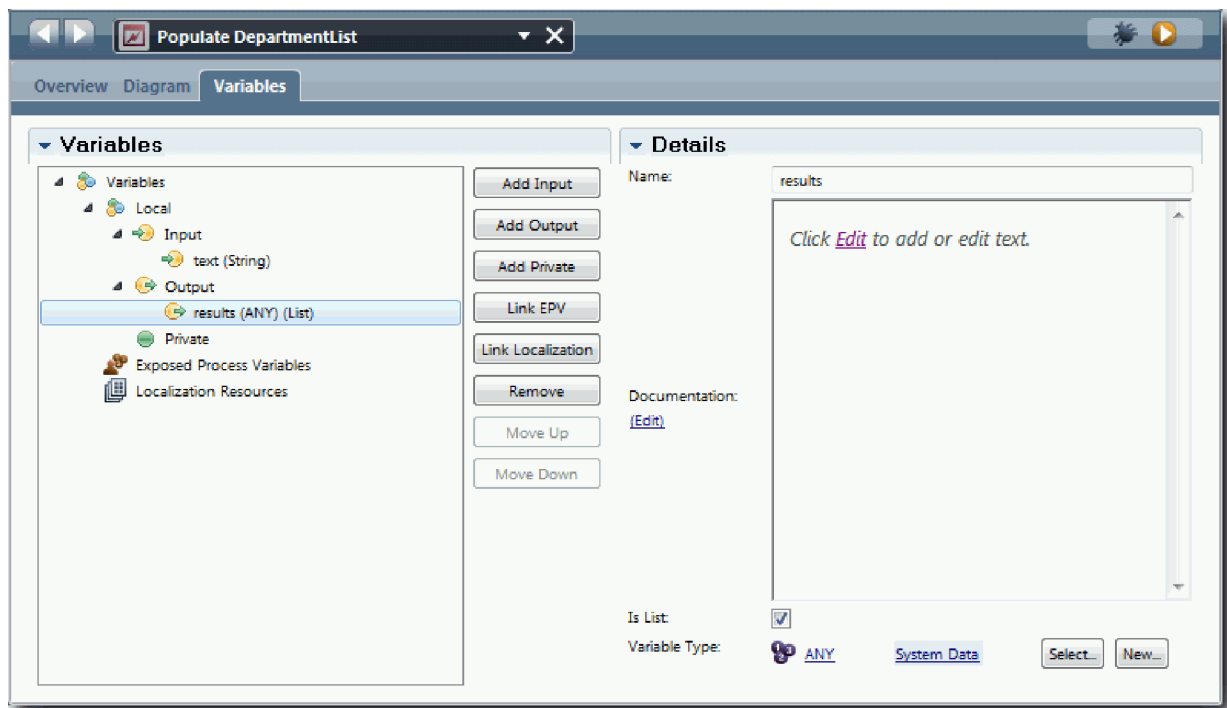 Populate DepartmentList
Overview Diagram Variables
Variables
Variables
Local
Input
text (String)
Output
results (ANY) (List)
Private
Exposed Process Variables
Localization Resources
Add Input
Add Output
Add Private
Link EPV
Link Localization
Remove
Move Up
Move Down
Details
Name: results
Click Edit to add or edit text.
Documentation:
(Edit)
Is List:
Variable Type: ANY System Data Select... New...